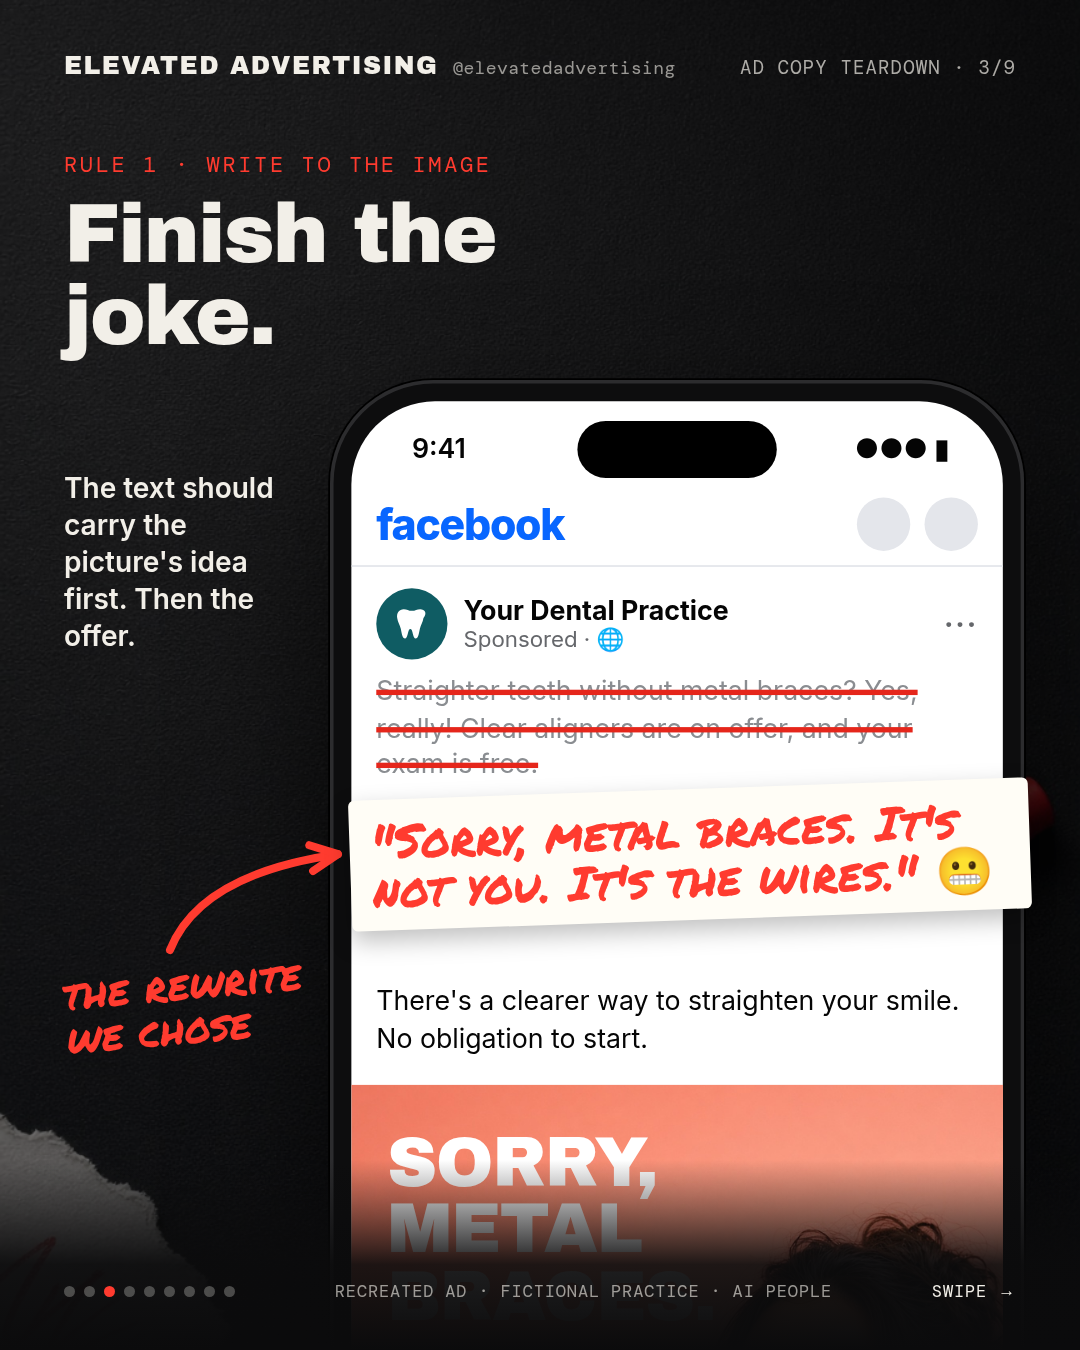 ELEVATED ADVERTISING @elevatedadvertising AD COPY TEARDOWN · 3/9
RULE 1 · WRITE TO THE IMAGE
Finish the
joke.
The text should
carry the
picture's idea
first. Then the
offer.
9:41
facebook
Your Dental Practice
Sponsored ·
Straighter teeth without metal braces? Yes,
really! Clear aligners are on offer, and your
exam is free.
"Sorry, metal braces. It's
not you. It's the wires." 😬
THE REWRITE
WE CHOSE
There's a clearer way to straighten your smile.
No obligation to start.
SORRY,
METAL
BRACES.
RECREATED AD · FICTIONAL PRACTICE · AI PEOPLE
SWIPE →